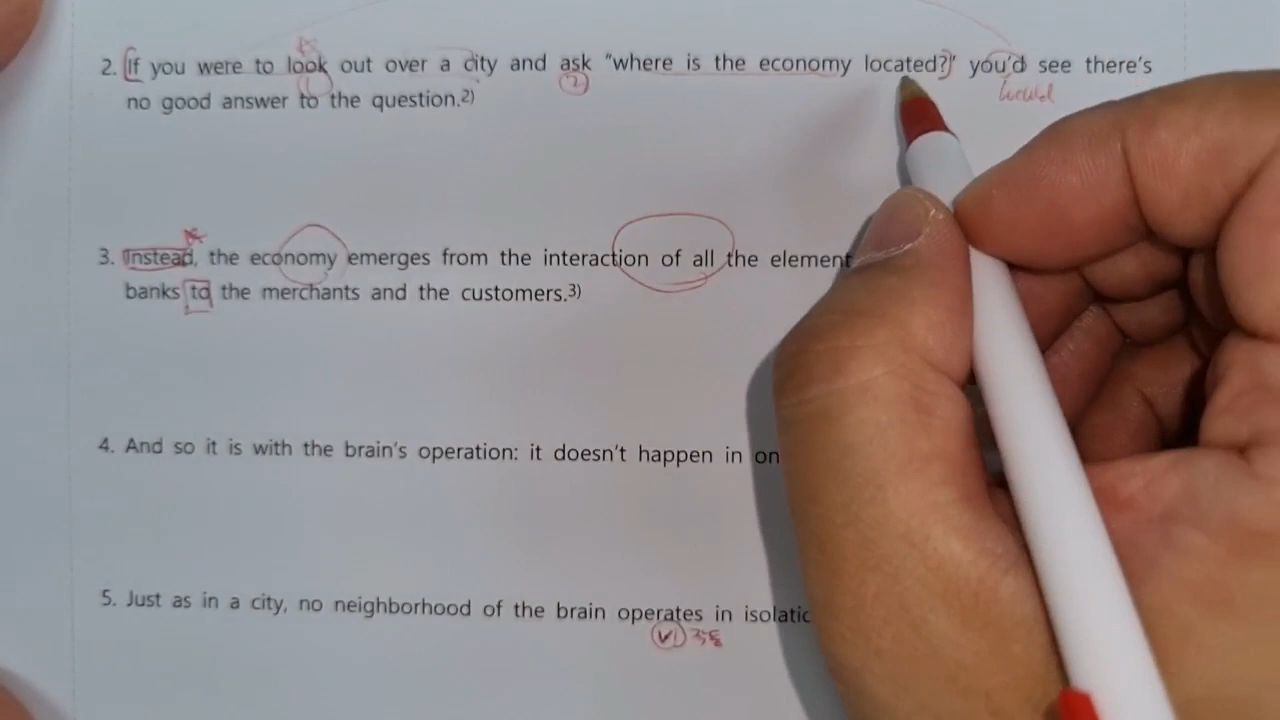 2. If you were to look out over a city and ask "where is the economy located?" you'd see there's
①
②
would
no good answer to the question.2)
3. Instead, the economy emerges from the interaction of all the element
banks to the merchants and the customers.3)
4. And so it is with the brain's operation: it doesn't happen in on
5. Just as in a city, no neighborhood of the brain operates in isolatic